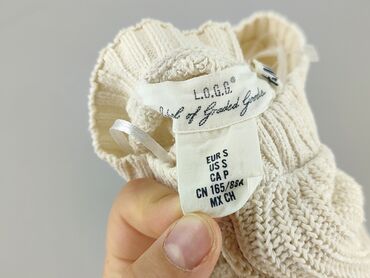 L.O.G.G.®
Label of Graded Goods
EUR S
US S
CA P
CN 165/88A
MX CH